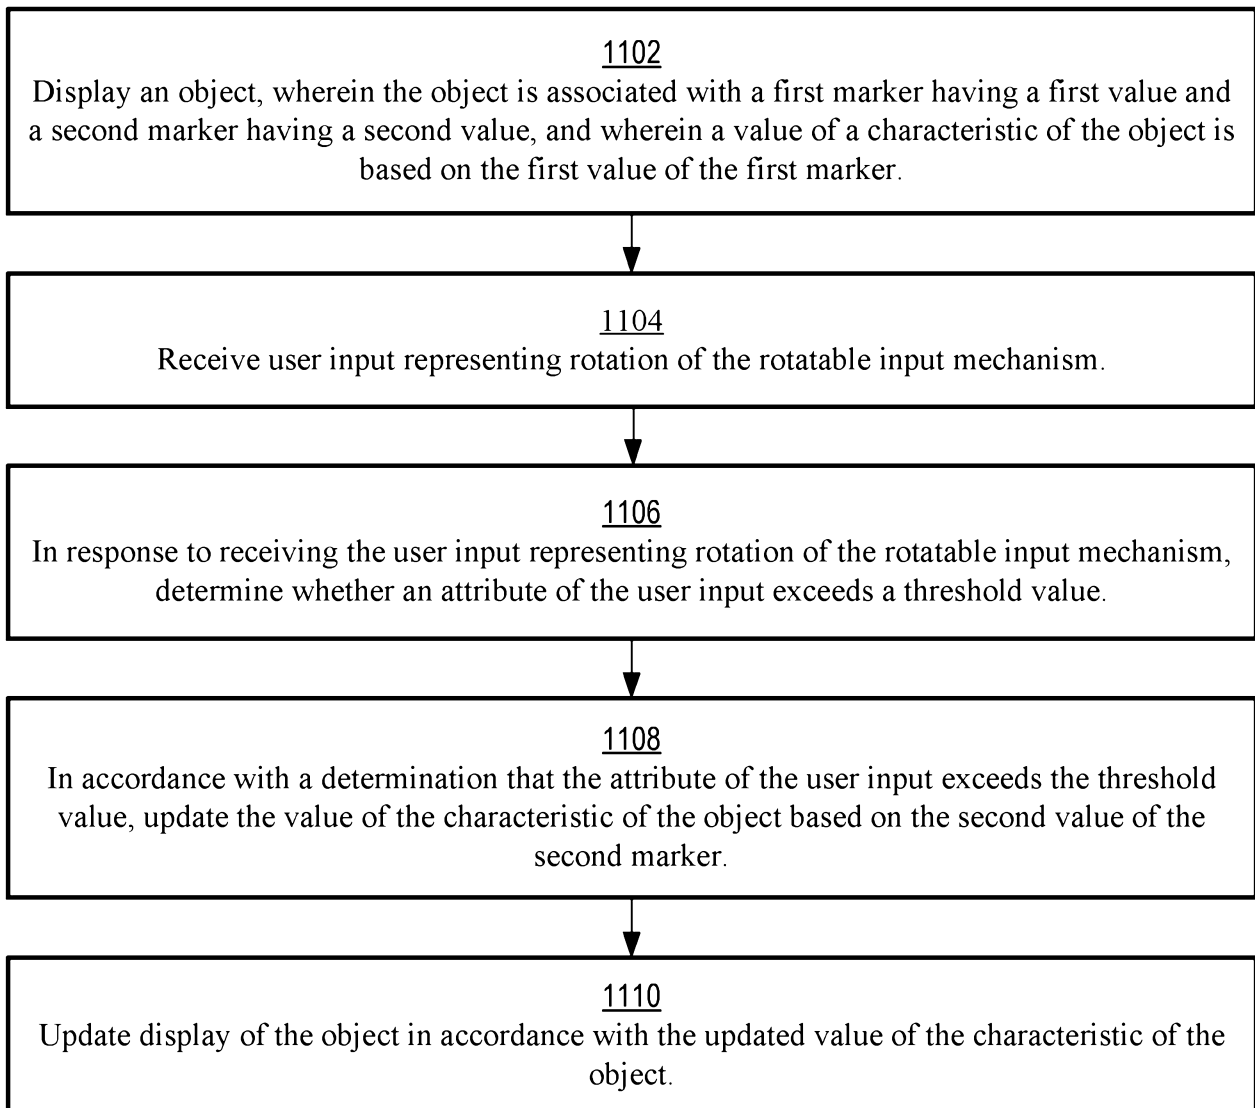 1102
Display an object, wherein the object is associated with a first marker having a first value and
a second marker having a second value, and wherein a value of a characteristic of the object is
based on the first value of the first marker.
1104
Receive user input representing rotation of the rotatable input mechanism.
1106
In response to receiving the user input representing rotation of the rotatable input mechanism,
determine whether an attribute of the user input exceeds a threshold value.
1108
In accordance with a determination that the attribute of the user input exceeds the threshold
value, update the value of the characteristic of the object based on the second value of the
second marker.
1110
Update display of the object in accordance with the updated value of the characteristic of the
object.